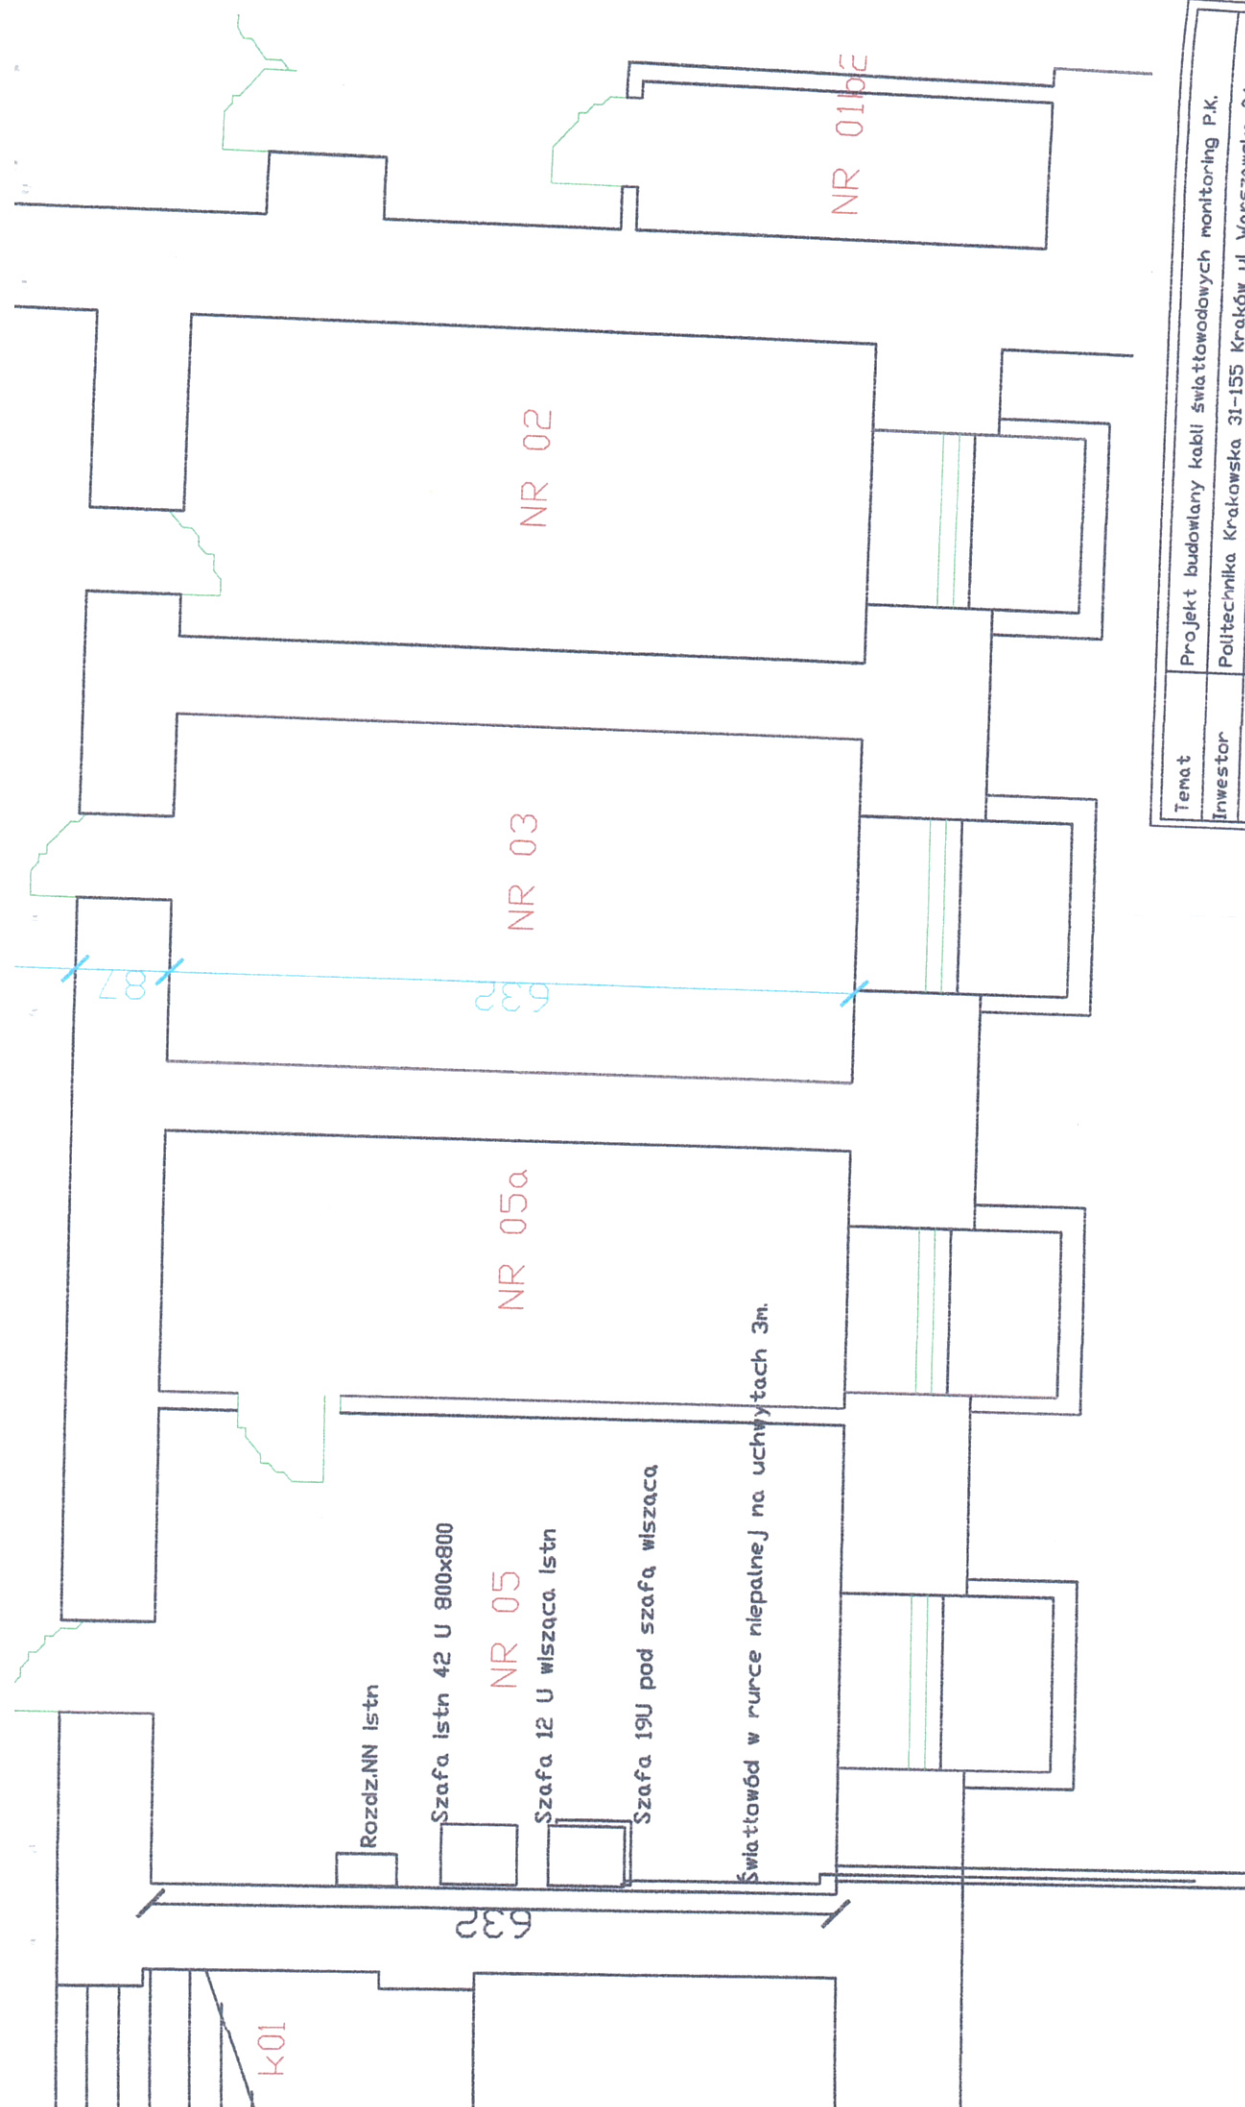 NR 01b2
NR 02
NR 03
87
632
NR 05a
NR 05
Rozdz.NN istn
Szafa istn 42 U 800x800
Szafa 12 U wisząca istn
Szafa 19U pod szafą wiszącą
Światłowód w rurce niepalnej na uchwytach 3m.
632
k01
Temat Projekt budowlany kabli światłowodowych monitoring P.K.
Inwestor Politechnika Krakowska 31-155 Kraków ul